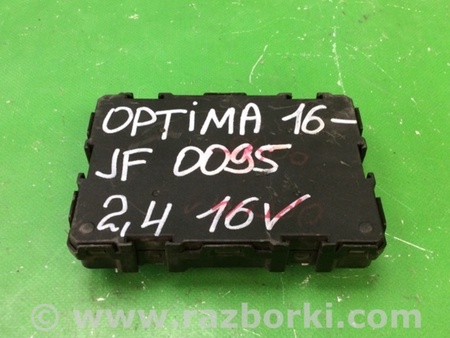 OPTIMA 16-
JF 0095
2,4 16V
www.razborki.com